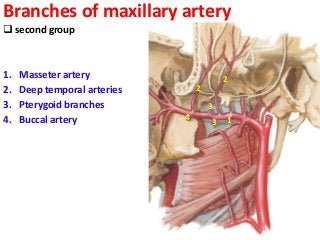 Branches of maxillary artery
❑ second group
1. Masseter artery
2. Deep temporal arteries
3. Pterygoid branches
4. Buccal artery
2
2
3
4
3 1